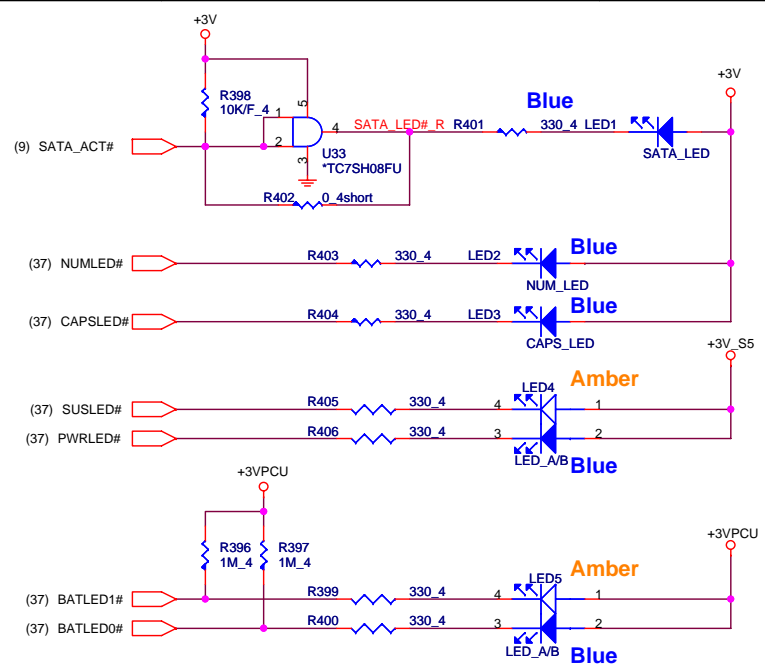 +3V
R398
10K/F_4
5
1
4
2
3
U33
*TC7SH08FU
(9) SATA_ACT#
SATA_LED#_R
R401
330_4
Blue
LED1
SATA_LED
+3V
R402
0_4short
(37) NUMLED#
R403
330_4
LED2
Blue
NUM_LED
(37) CAPSLED#
R404
330_4
LED3
Blue
CAPS_LED
+3V_S5
Amber
LED4
(37) SUSLED#
R405
330_4
4
1
(37) PWRLED#
R406
330_4
3
2
LED_A/B
Blue
+3VPCU
R396
1M_4
R397
1M_4
+3VPCU
Amber
LED5
(37) BATLED1#
R399
330_4
4
1
(37) BATLED0#
R400
330_4
3
2
LED_A/B
Blue